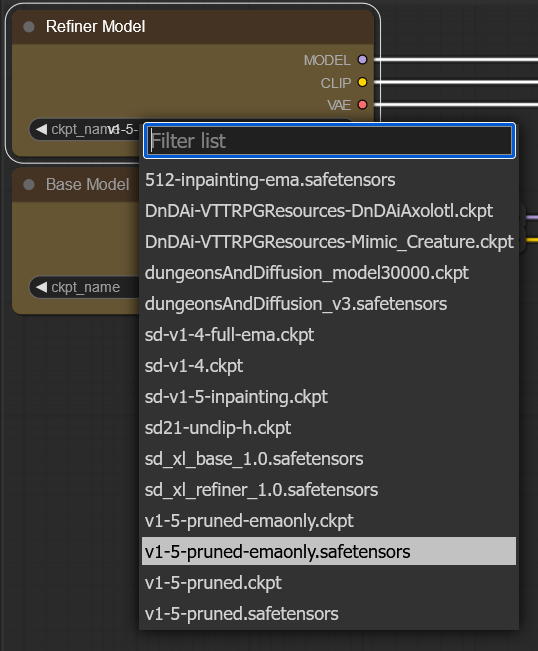 Refiner Model
MODEL
CLIP
VAE
ckpt_name v1-5-
Filter list
Base Model
ckpt_name
512-inpainting-ema.safetensors
DnDAi-VTTRPGResources-DnDAiAxolotl.ckpt
DnDAi-VTTRPGResources-Mimic_Creature.ckpt
dungeonsAndDiffusion_model30000.ckpt
dungeonsAndDiffusion_v3.safetensors
sd-v1-4-full-ema.ckpt
sd-v1-4.ckpt
sd-v1-5-inpainting.ckpt
sd21-unclip-h.ckpt
sd_xl_base_1.0.safetensors
sd_xl_refiner_1.0.safetensors
v1-5-pruned-emaonly.ckpt
v1-5-pruned-emaonly.safetensors
v1-5-pruned.ckpt
v1-5-pruned.safetensors